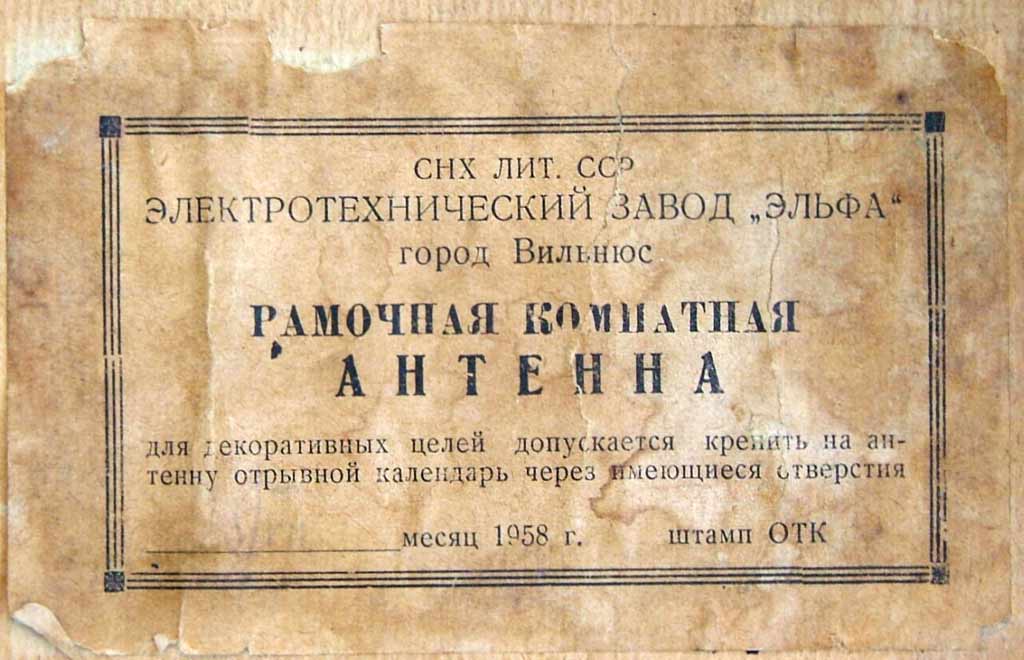 СНХ ЛИТ. ССР
ЭЛЕКТРОТЕХНИЧЕСКИЙ ЗАВОД „ЭЛЬФА“
город Вильнюс
РАМОЧНАЯ КОМНАТНАЯ
АНТЕННА
для декоративных целей допускается крепить на ан-
тенну отрывной календарь через имеющиеся отверстия
месяц 1958 г. штамп ОТК